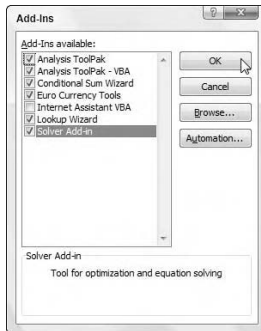 Add-Ins
Add-Ins available:
Analysis ToolPak
Analysis ToolPak - VBA
Conditional Sum Wizard
Euro Currency Tools
Internet Assistant VBA
Lookup Wizard
Solver Add-in
OK
Cancel
Browse...
Automation...
Solver Add-in
Tool for optimization and equation solving